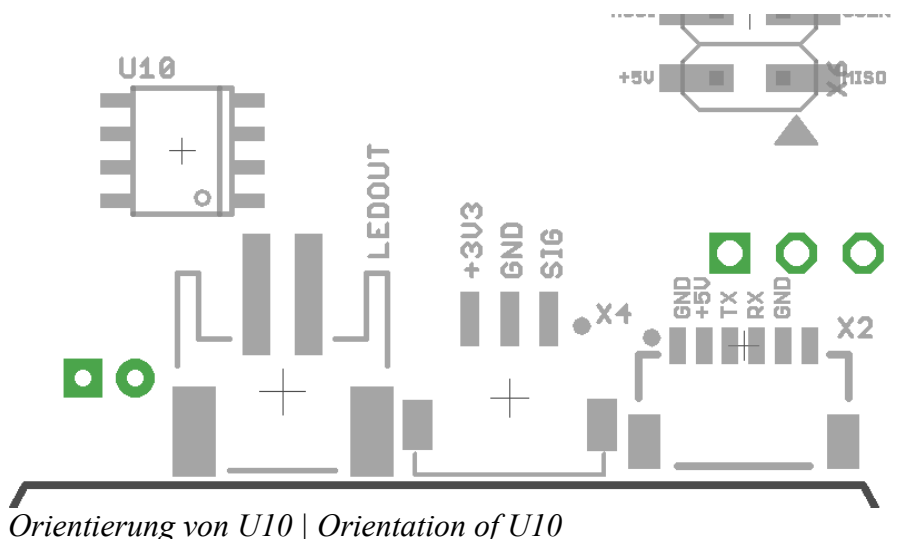 U10
+5V
X6
MISO
LEDOUT
+3V3
GND
SIG
X4
GND
+5V
TX
RX
GND
X2
Orientierung von U10 | Orientation of U10